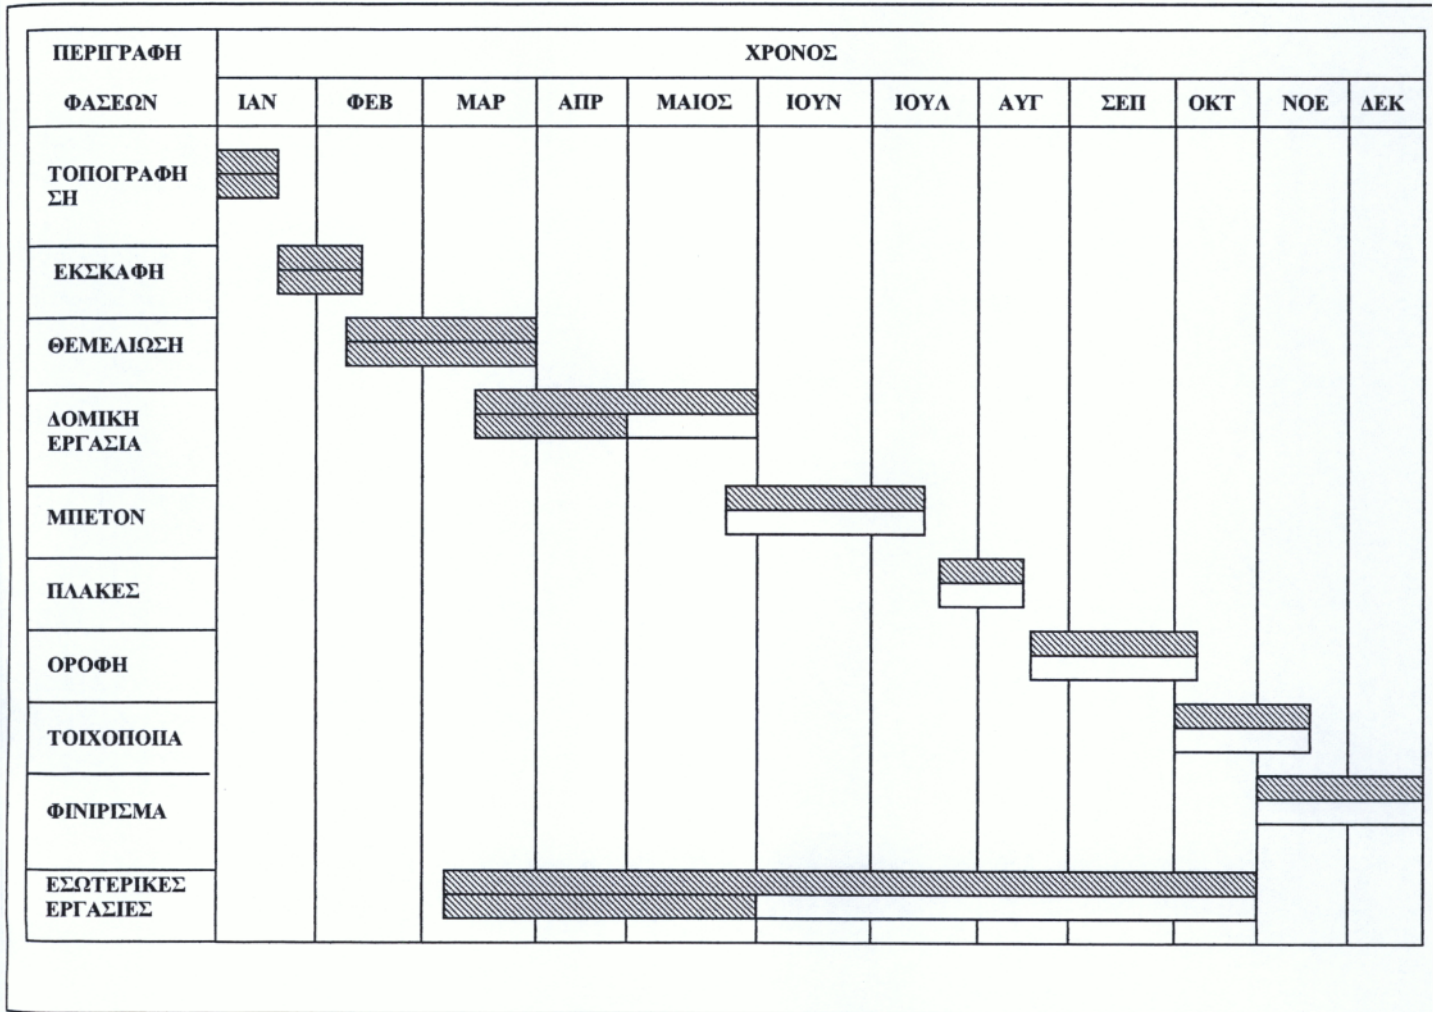 ΠΕΡΙΓΡΑΦΗ
ΦΑΣΕΩΝ
ΧΡΟΝΟΣ
ΙΑΝ ΦΕΒ ΜΑΡ ΑΠΡ ΜΑΙΟΣ ΙΟΥΝ ΙΟΥΛ ΑΥΓ ΣΕΠ ΟΚΤ ΝΟΕ ΔΕΚ
ΤΟΠΟΓΡΑΦΗ
ΣΗ
ΕΚΣΚΑΦΗ
ΘΕΜΕΛΙΩΣΗ
ΔΟΜΙΚΗ
ΕΡΓΑΣΙΑ
ΜΠΕΤΟΝ
ΠΛΑΚΕΣ
ΟΡΟΦΗ
ΤΟΙΧΟΠΟΙΙΑ
ΦΙΝΙΡΙΣΜΑ
ΕΣΩΤΕΡΙΚΕΣ
ΕΡΓΑΣΙΕΣ